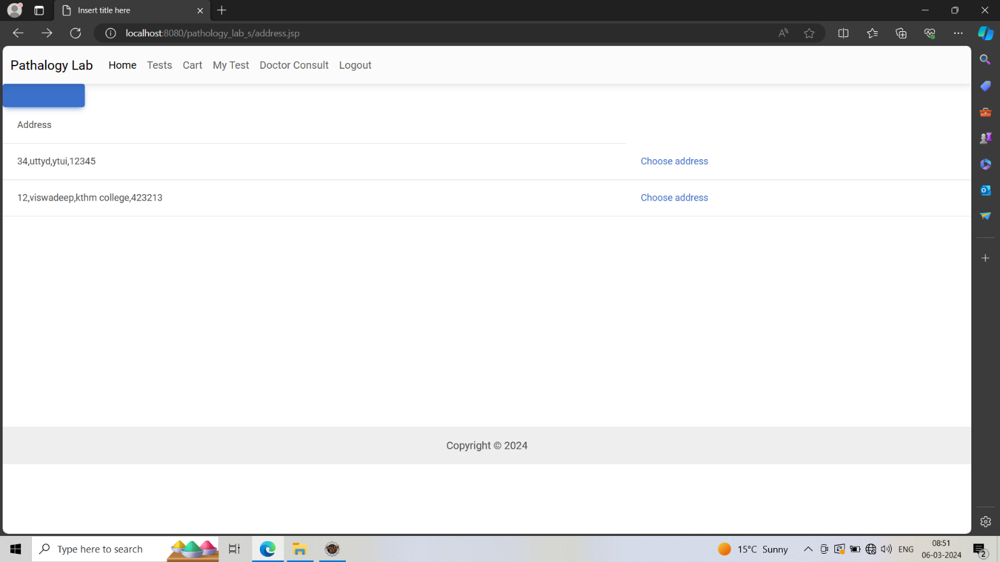 Insert title here
localhost:8080/pathology_lab_s/address.jsp
Pathalogy Lab Home Tests Cart My Test Doctor Consult Logout
Address
34,uttyd,ytui,12345 Choose address
12,viswadeep,kthm college,423213 Choose address
Copyright © 2024
Type here to search 15°C Sunny ENG 08:51
06-03-2024 2